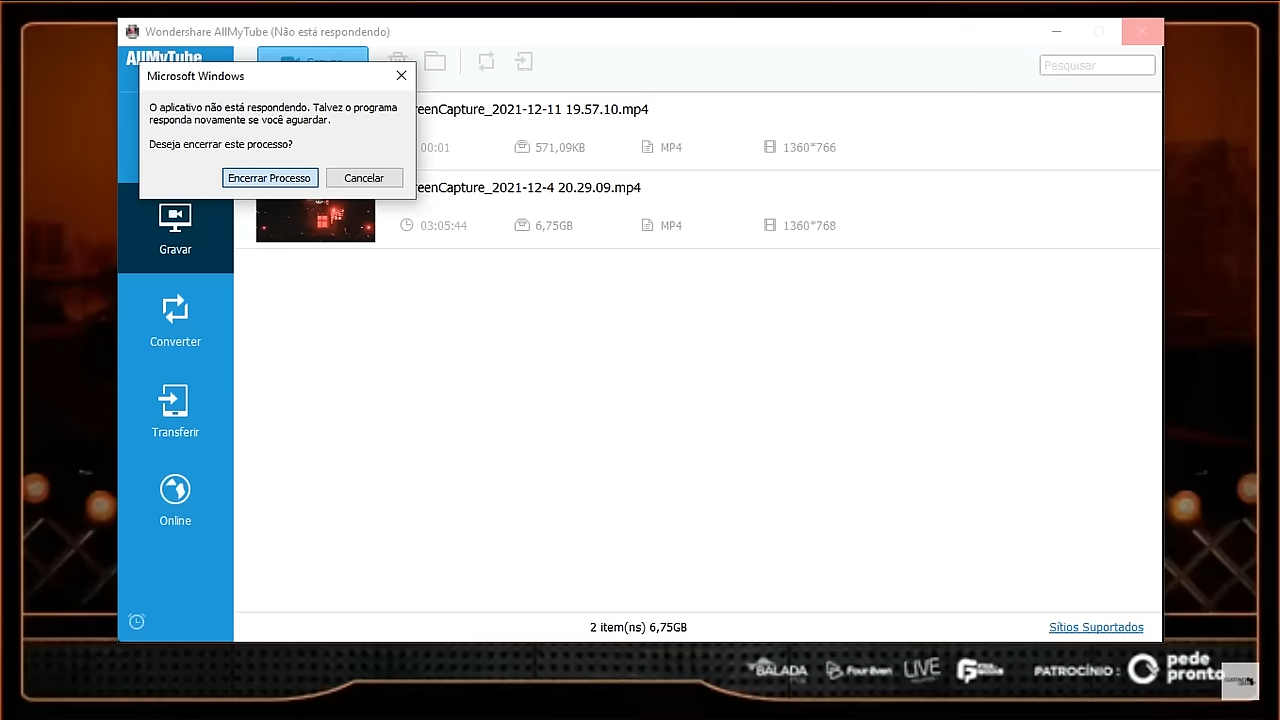 Wondershare AllMyTube (Não está respondendo)
AllMyTube
Gravar
Pesquisar
Microsoft Windows
O aplicativo não está respondendo. Talvez o programa
responda novamente se você aguardar.
Deseja encerrar este processo?
Encerrar Processo
Cancelar
reenCapture_2021-12-11 19.57.10.mp4
00:01
571,09KB
MP4
1360*766
reenCapture_2021-12-4 20.29.09.mp4
03:05:44
6,75GB
MP4
1360*768
Gravar
Converter
Transferir
Online
2 item(ns) 6,75GB
Sítios Suportados
BALADA
Four Even
LIVE
PATROCÍNIO:
pede
pronto